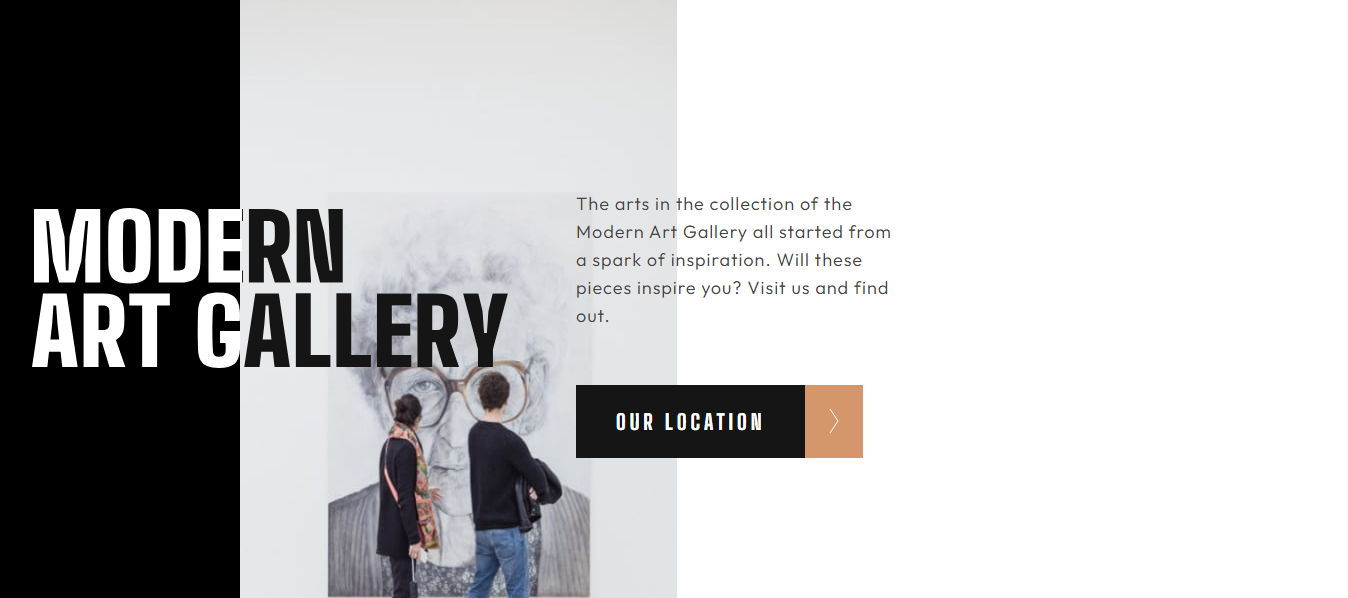 MODERN
ART GALLERY
The arts in the collection of the
Modern Art Gallery all started from
a spark of inspiration. Will these
pieces inspire you? Visit us and find
out.
OUR LOCATION